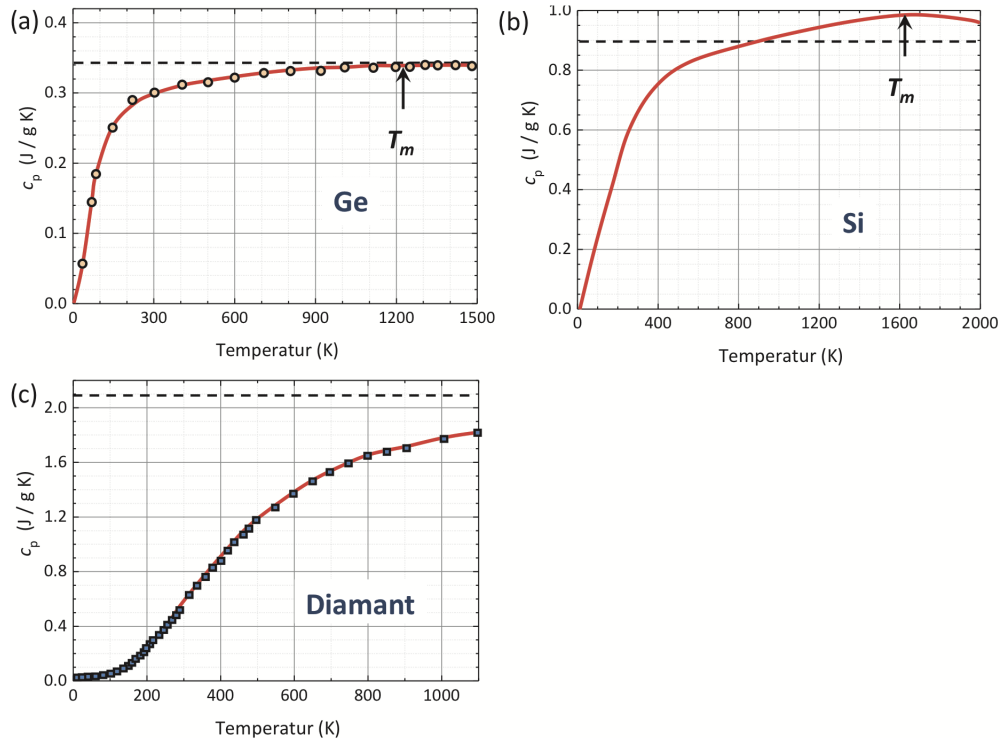 (a)
0.4
0.3
0.2
0.1
0.0
c_p (J / g K)
T_m
Ge
0 300 600 900 1200 1500
Temperatur (K)
(b)
1.0
0.8
0.6
0.4
0.2
0.0
c_p (J / g K)
T_m
Si
0 400 800 1200 1600 2000
Temperatur (K)
(c)
2.0
1.6
1.2
0.8
0.4
0.0
c_p (J / g K)
Diamant
0 200 400 600 800 1000
Temperatur (K)